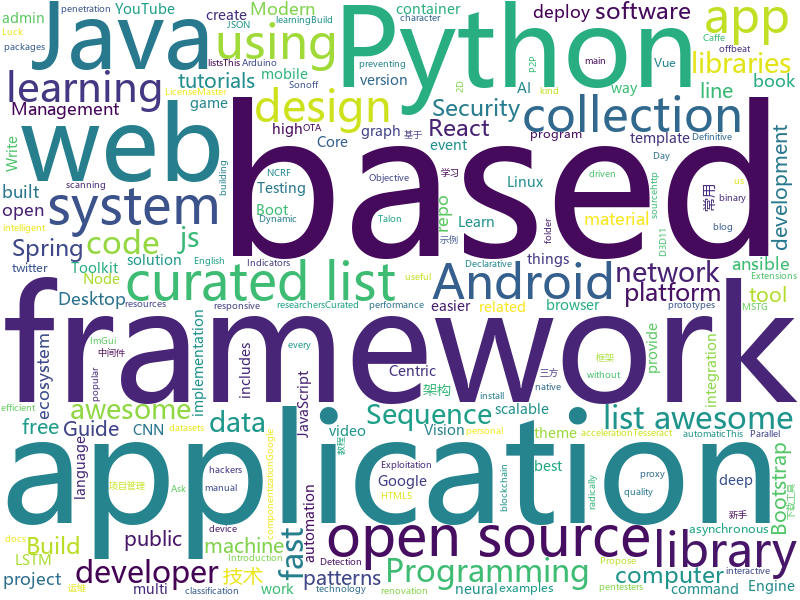 penetration
YouTube
create
Modern
container
deploy
software
app
admin
JSON
learningBuild
character
Caffe
offbeat
Luck
packages
listsThis
Arduino
mobile
using
Java
Python
P2P
main
Vue
2D
preventing
kind
libraries
learning
tutorials
LicenseMaster
Sonoff
version
AI
way
book
Management
game
design
Security
line
collection
web
high
OTA
graph
React
program
template
Definitive
Write
Core
基于
event
Day
building
NCRF
Testing
based
Objective
学习
Linux
driven
sourcehttp
常用
us
binary
development
built
scanning
Boot
Dynamic
Talon
repo
Learn
material
blog
open
system
intelligent
Spring
code
js
English
示例
folder
D3D11
things
network
ansible
twitter
Node
Toolkit
solution
Indicators
Declarative
useful
Extensions
Desktop
resources
curated list
Android
platform
tool
MSTG
responsive
researchersCurated
performance
easier
related
browser
prototypes
framework
ecosystem
ImGui
中间件
popular
implementation
includes
every
JavaScript
Centric
架构
native
install
三方
框架
without
scalable
provide
integration
efficient
awesome
data
Sequence
list awesome
free
Guide
CNN
datasets
language
video
Vision
theme
accelerationTesseract
automaticThis
Parallel
personal
componentizationGoogle
教程
best
application
Google
HTML5
hackers
manual
Exploitation
blockchain
radically
proxy
quality
deep
项目管理
Ask
Bootstrap
下载工具
新手
LSTM
public
automation
device
docs
Build
fast
open source
library
asynchronous
developer
machine
patterns
Introduction
Detection
Programming
computer
interactive
Engine
运维
project
技术
multi
classification
work
technology
renovation
neural
examples
Propose
command
pentesters